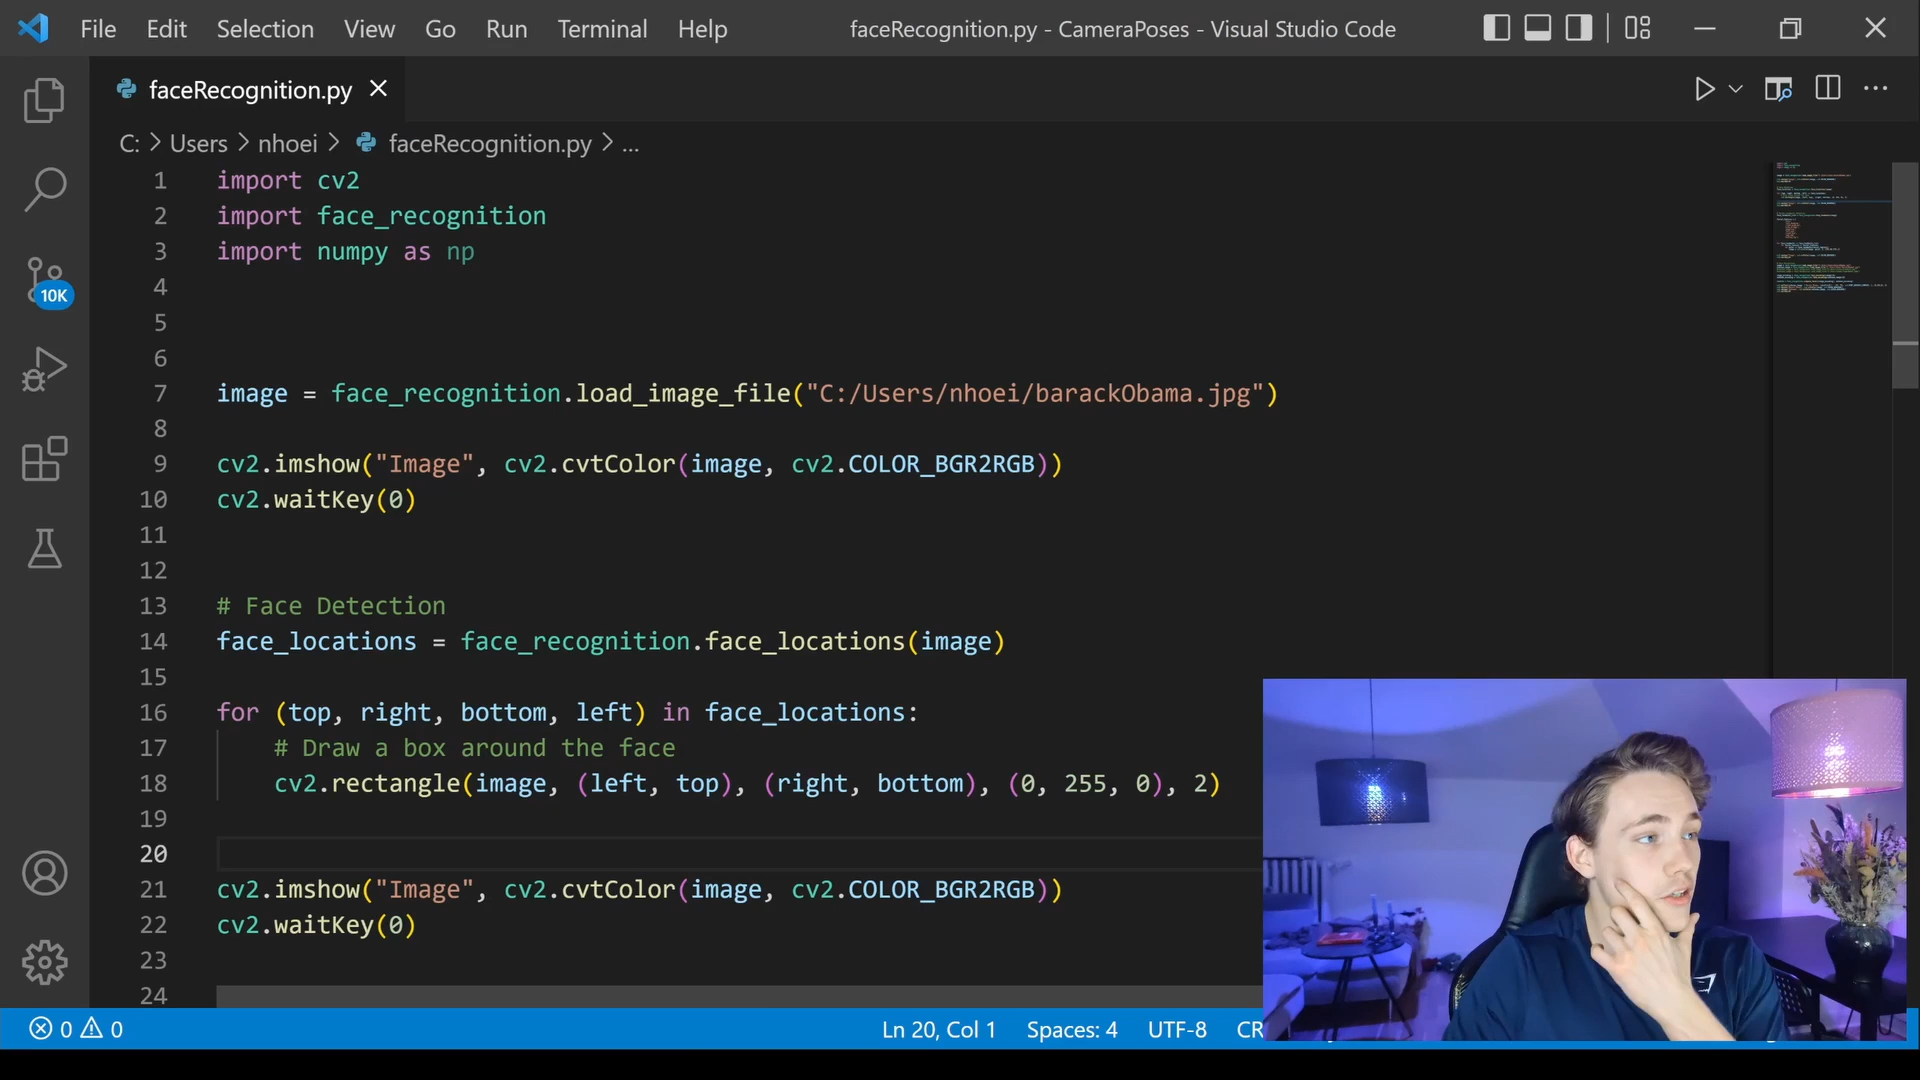 File Edit Selection View Go Run Terminal Help faceRecognition.py - CameraPoses - Visual Studio Code
faceRecognition.py
C: > Users > nhoei > faceRecognition.py > ...
10K
1 import cv2
2 import face_recognition
3 import numpy as np
4
5
6
7 image = face_recognition.load_image_file("C:/Users/nhoei/barackObama.jpg")
8
9 cv2.imshow("Image", cv2.cvtColor(image, cv2.COLOR_BGR2RGB))
10 cv2.waitKey(0)
11
12
13 # Face Detection
14 face_locations = face_recognition.face_locations(image)
15
16 for (top, right, bottom, left) in face_locations:
17 # Draw a box around the face
18 cv2.rectangle(image, (left, top), (right, bottom), (0, 255, 0), 2)
19
20
21 cv2.imshow("Image", cv2.cvtColor(image, cv2.COLOR_BGR2RGB))
22 cv2.waitKey(0)
23
24
0 0 Ln 20, Col 1 Spaces: 4 UTF-8 CR